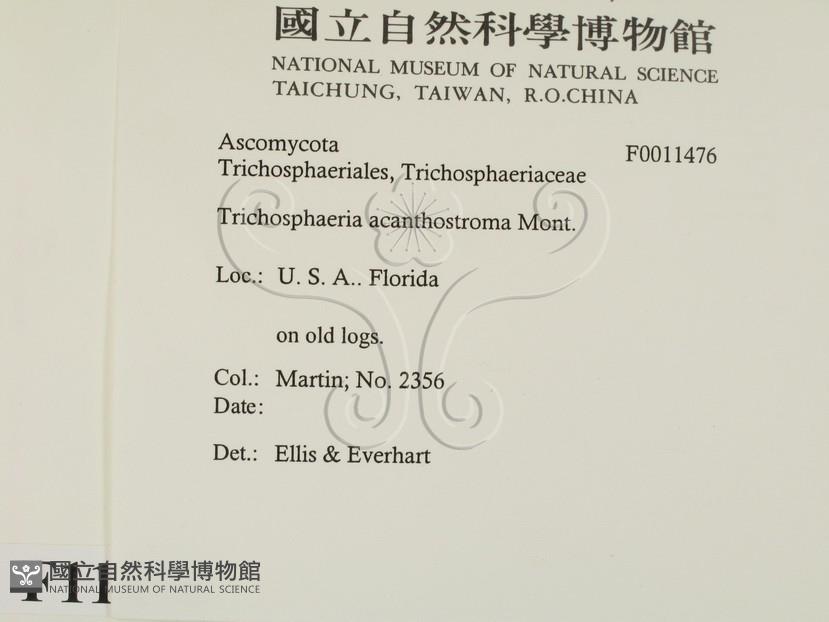 國立自然科學博物館
NATIONAL MUSEUM OF NATURAL SCIENCE
TAICHUNG, TAIWAN, R.O.CHINA
Ascomycota
F0011476
Trichosphaeriales, Trichosphaeriaceae
Trichosphaeria acanthostroma Mont.
Loc.: U. S. A.. Florida
on old logs.
Col.: Martin; No. 2356
Date:
Det.: Ellis & Everhart
國立自然科學博物館
NATIONAL MUSEUM OF NATURAL SCIENCE